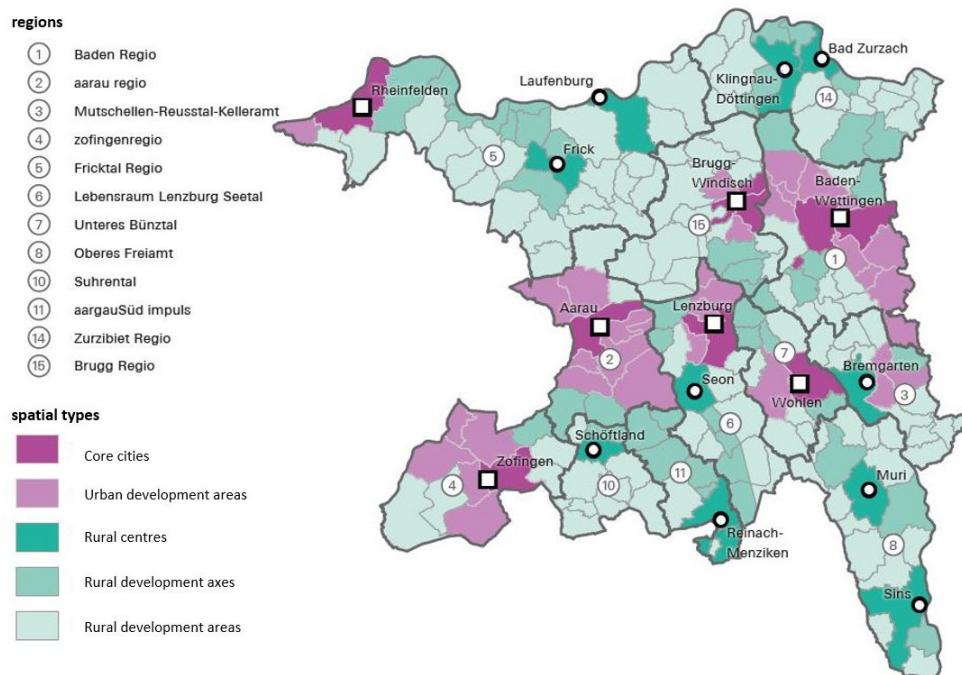 regions
1 Baden Regio
2 aarau regio
3 Mutschellen-Reusstal-Kelleramt
4 zofingenregio
5 Fricktal Regio
6 Lebensraum Lenzburg Seetal
7 Unteres Bünztal
8 Oberes Freiamt
10 Suhrental
11 aargauSüd impuls
14 Zurzibiet Regio
15 Brugg Regio
spatial types
Core cities
Urban development areas
Rural centres
Rural development axes
Rural development areas
Bad Zurzach
Laufenburg
Klingnau-
Döttingen
Rheinfelden
14
5
Frick
Brugg-
Windisch
Baden-
Wettingen
15
1
Aarau
Lenzburg
2
7
Bremgarten
Seon
Wohlen
3
6
Schöftland
Zofingen
4
10
11
Muri
Reinach-
Menziken
8
Sins